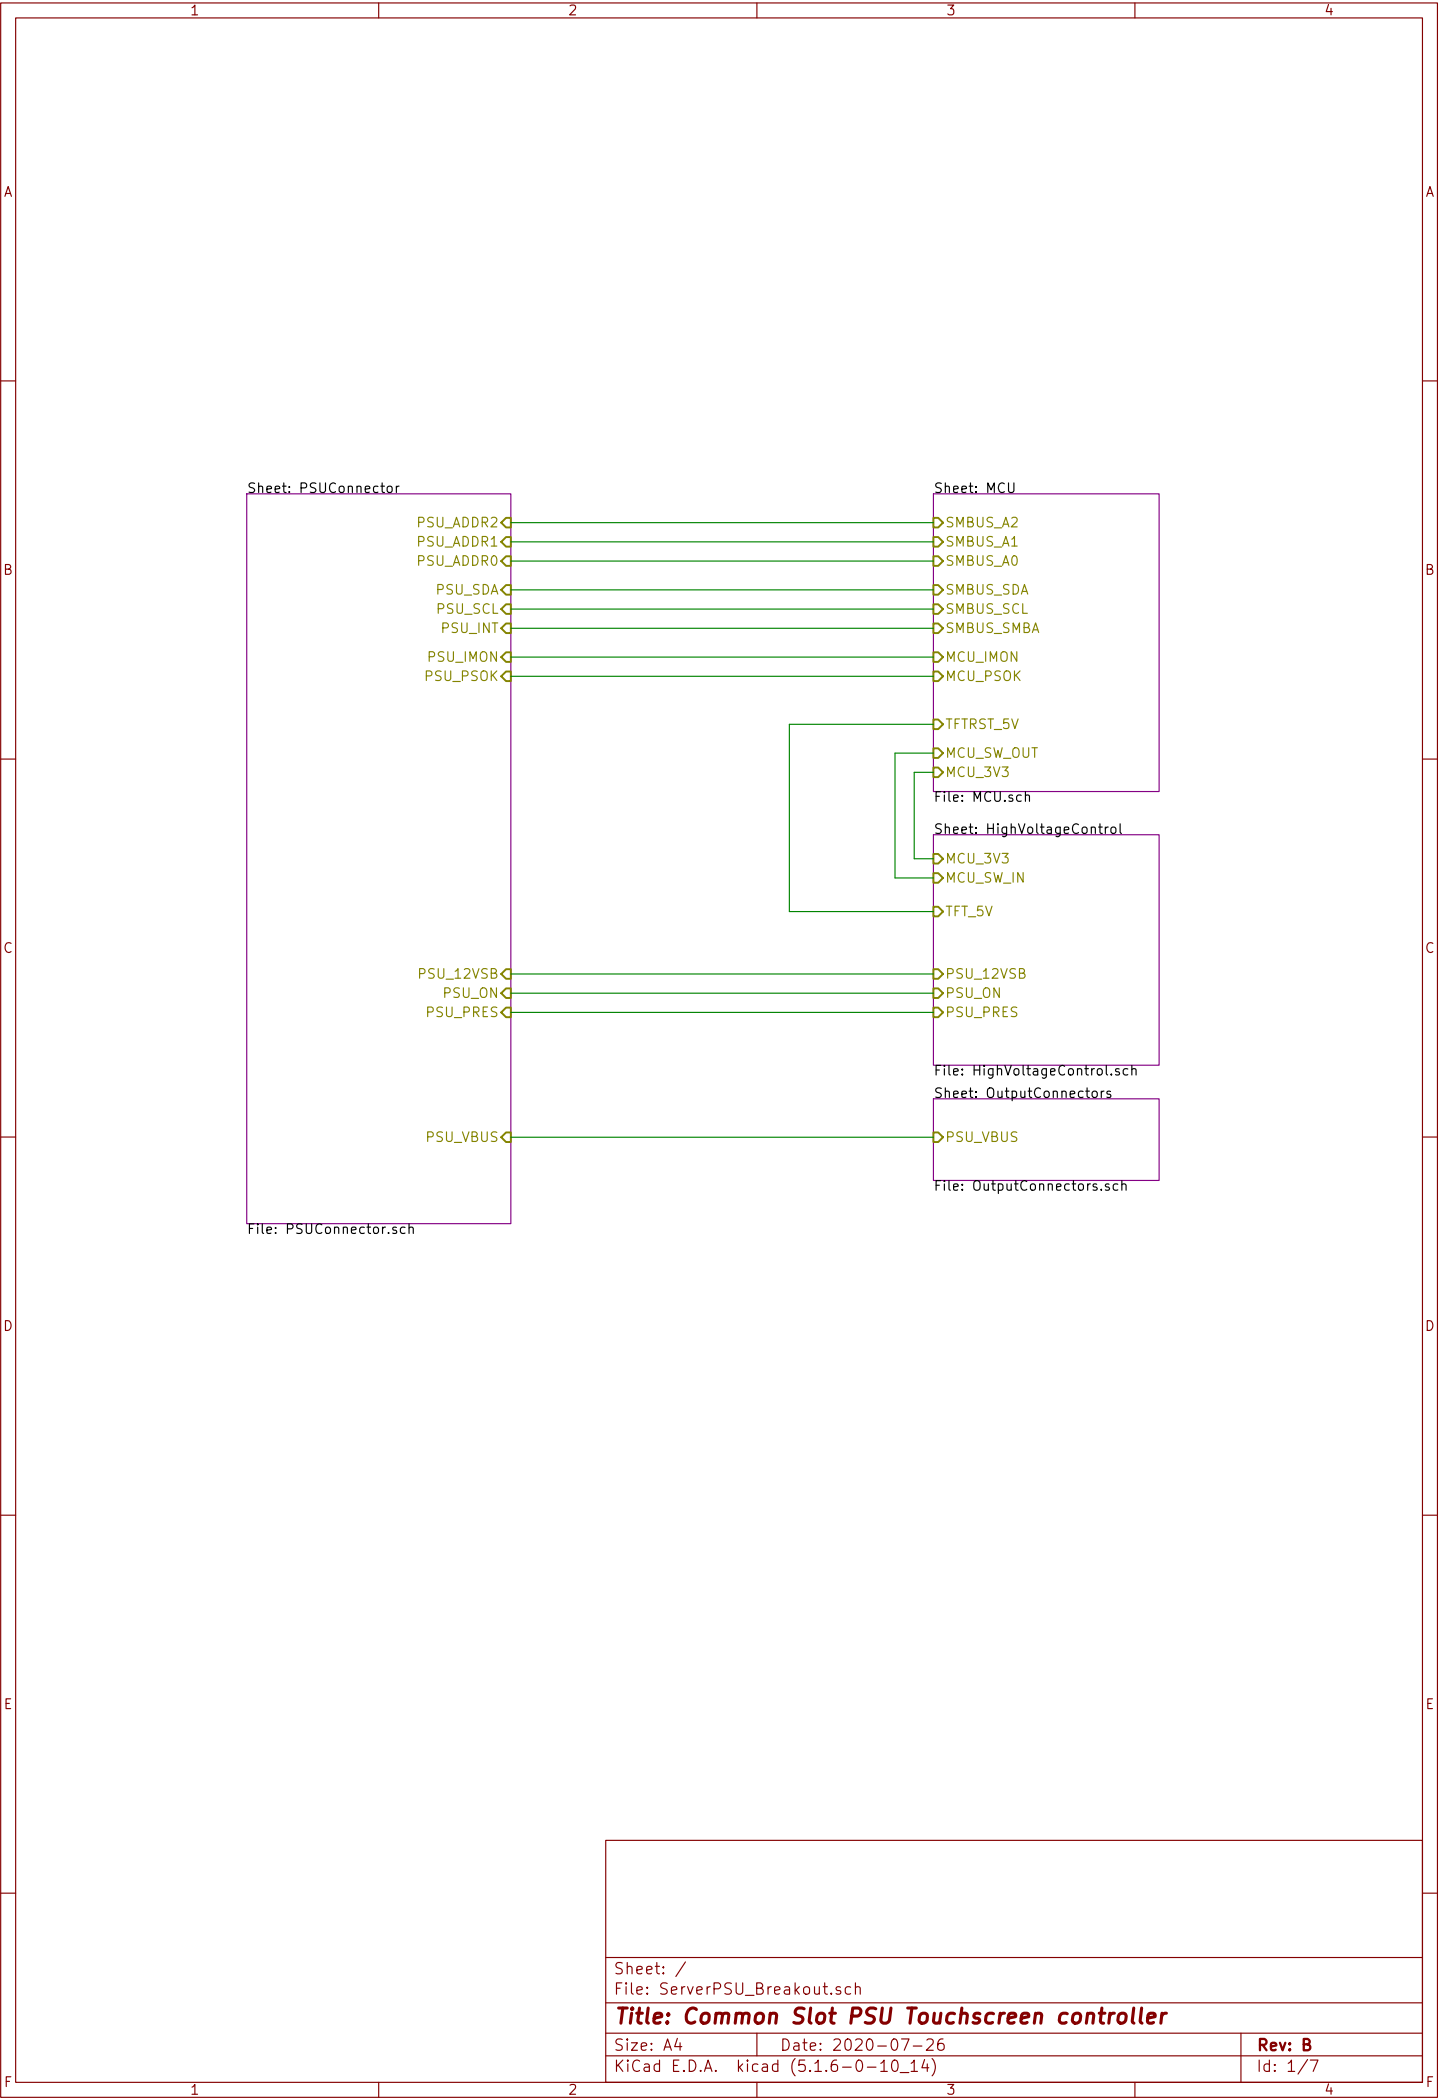 1 2 3 4
A A
Sheet: PSUConnector
Sheet: MCU
PSU_ADDR2 SMBUS_A2
PSU_ADDR1 SMBUS_A1
PSU_ADDR0 SMBUS_A0
B B
PSU_SDA SMBUS_SDA
PSU_SCL SMBUS_SCL
PSU_INT SMBUS_SMBA
PSU_IMON MCU_IMON
PSU_PSOK MCU_PSOK
TFTRST_5V
MCU_SW_OUT
MCU_3V3
File: MCU.sch
Sheet: HighVoltageControl
MCU_3V3
MCU_SW_IN
TFT_5V
C C
PSU_12VSB PSU_12VSB
PSU_ON PSU_ON
PSU_PRES PSU_PRES
File: HighVoltageControl.sch
Sheet: OutputConnectors
PSU_VBUS PSU_VBUS
File: OutputConnectors.sch
File: PSUConnector.sch
D D
E E
Sheet: /
File: ServerPSU_Breakout.sch
Title: Common Slot PSU Touchscreen controller
Size: A4 Date: 2020-07-26 Rev: B
KiCad E.D.A. kicad (5.1.6-0-10_14) Id: 1/7
F F
1 2 3 4